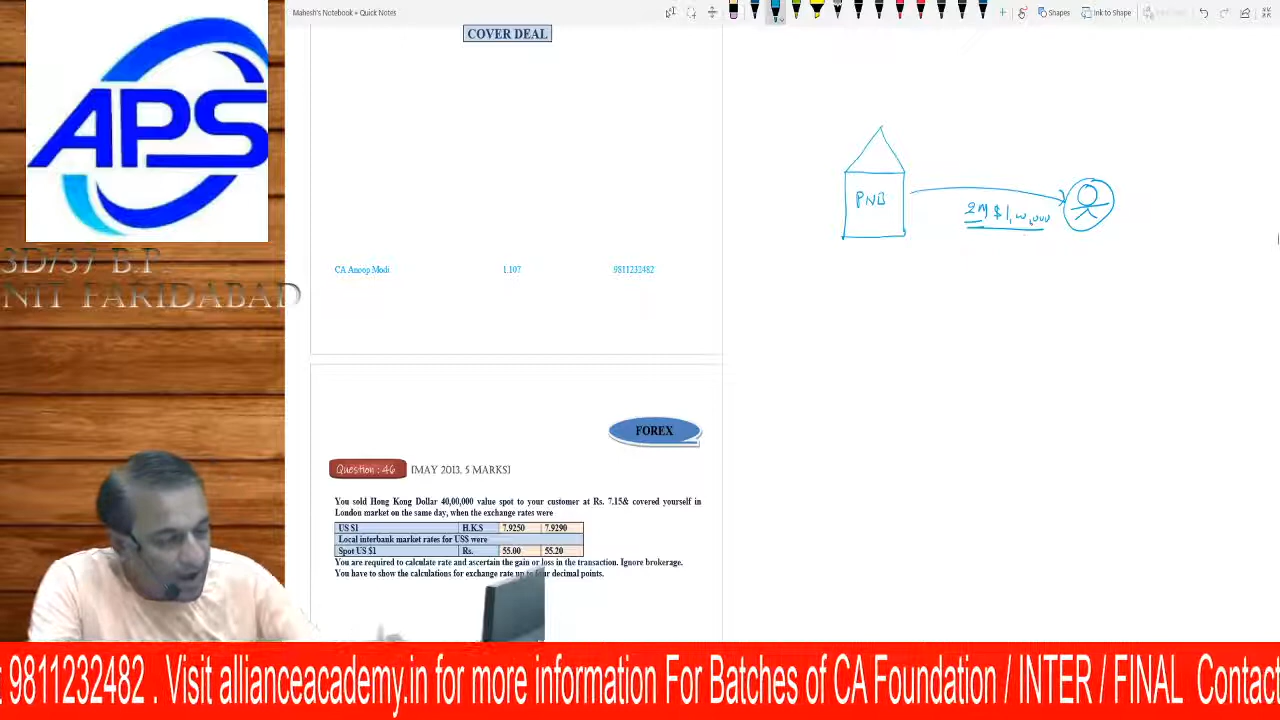 Mahesh's Notebook + Quick Notes
Shapes
Ink to Shape
APS
3D/37 B.P.
NIT FARIDABAD
COVER DEAL
PNB
2M $1,00,000
CA Anoop Modi 1.107 9811232482
FOREX
Question : 46 [MAY 2013, 5 MARKS]
You sold Hong Kong Dollar 40,00,000 value spot to your customer at Rs. 7.15& covered yourself in
London market on the same day, when the exchange rates were
US $1 H.K.S 7.9250 7.9290
Local interbank market rates for US$ were
Spot US $1 Rs. 55.00 55.20
You are required to calculate rate and ascertain the gain or loss in the transaction. Ignore brokerage.
You have to show the calculations for exchange rate up to four decimal points.
9811232482 . Visit allianceacademy.in for more information For Batches of CA Foundation / INTER / FINAL Contact